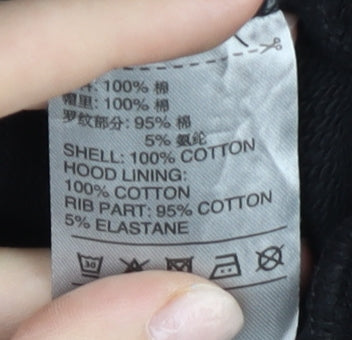 : 100% 棉
帽里: 100% 棉
罗纹部分: 95% 棉
5% 氨纶
SHELL: 100% COTTON
HOOD LINING:
100% COTTON
RIB PART: 95% COTTON
5% ELASTANE
30